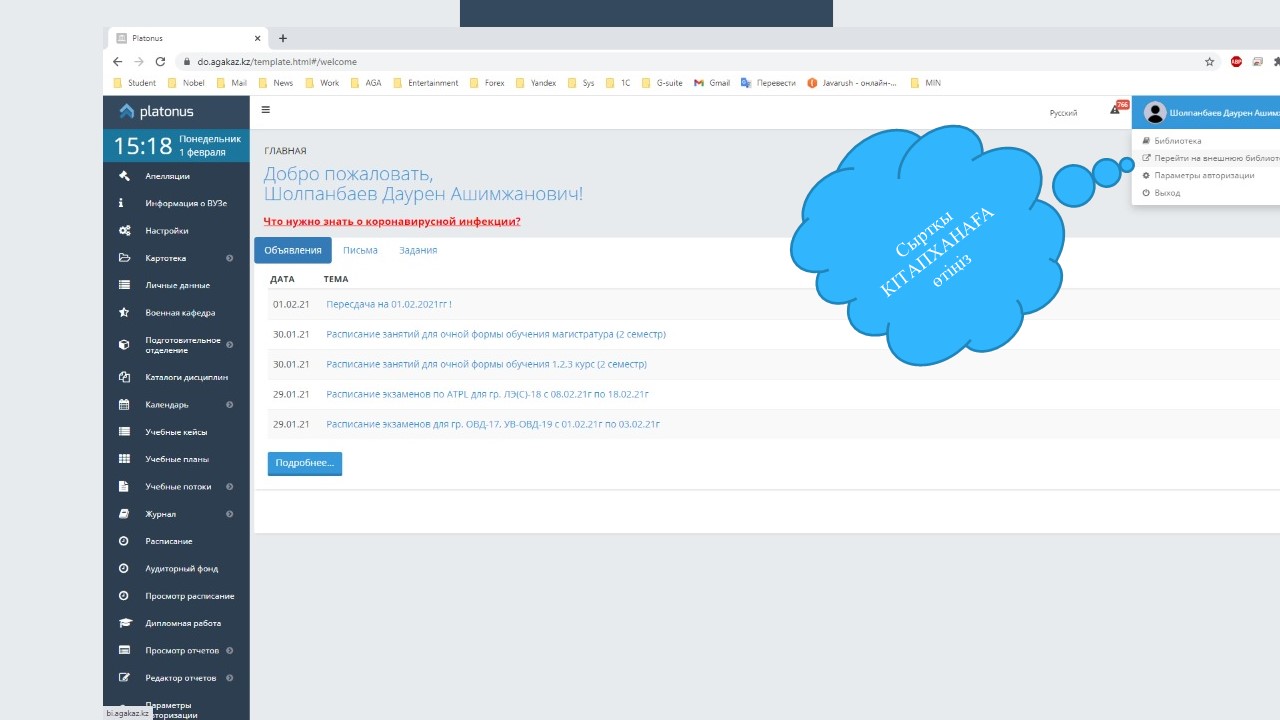 Platonus
do.agakaz.kz/template.html#/welcome
Student Nobel Mail News Work AGA Entertainment Forex Yandex Sys 1C G-suite Gmail Перевести Javarush - онлайн-... MIN
platonus
Русский
766
Шолпанбаев Даурен Ашимж
15:18 Понедельник
1 февраля
Библиотека
Перейти на внешнюю библиоте
Параметры авторизации
Выход
Апелляции
Информация о ВУЗе
Настройки
Картотека
Личные данные
Военная кафедра
Подготовительное
отделение
Каталоги дисциплин
Календарь
Учебные кейсы
Учебные планы
Учебные потоки
Журнал
Расписание
Аудиторный фонд
Просмотр расписание
Дипломная работа
Просмотр отчетов
Редактор отчетов
Параметры
вторизации
bi.agakaz.kz
ГЛАВНАЯ
Добро пожаловать,
Шолпанбаев Даурен Ашимжанович!
Что нужно знать о коронавирусной инфекции?
Объявления Письма Задания
ДАТА ТЕМА
01.02.21 Пересдача на 01.02.2021гг !
30.01.21 Расписание занятий для очной формы обучения магистратура (2 семестр)
30.01.21 Расписание занятий для очной формы обучения 1,2,3 курс (2 семестр)
29.01.21 Расписание экзаменов по ATPL для гр. ЛЭ(С)-18 с 08.02.21г по 18.02.21г
29.01.21 Расписание экзаменов для гр. ОВД-17, УВ-ОВД-19 с 01.02.21г по 03.02.21г
Подробнее...
Сыртқы
КІТАПХАНАҒА
өтіңіз